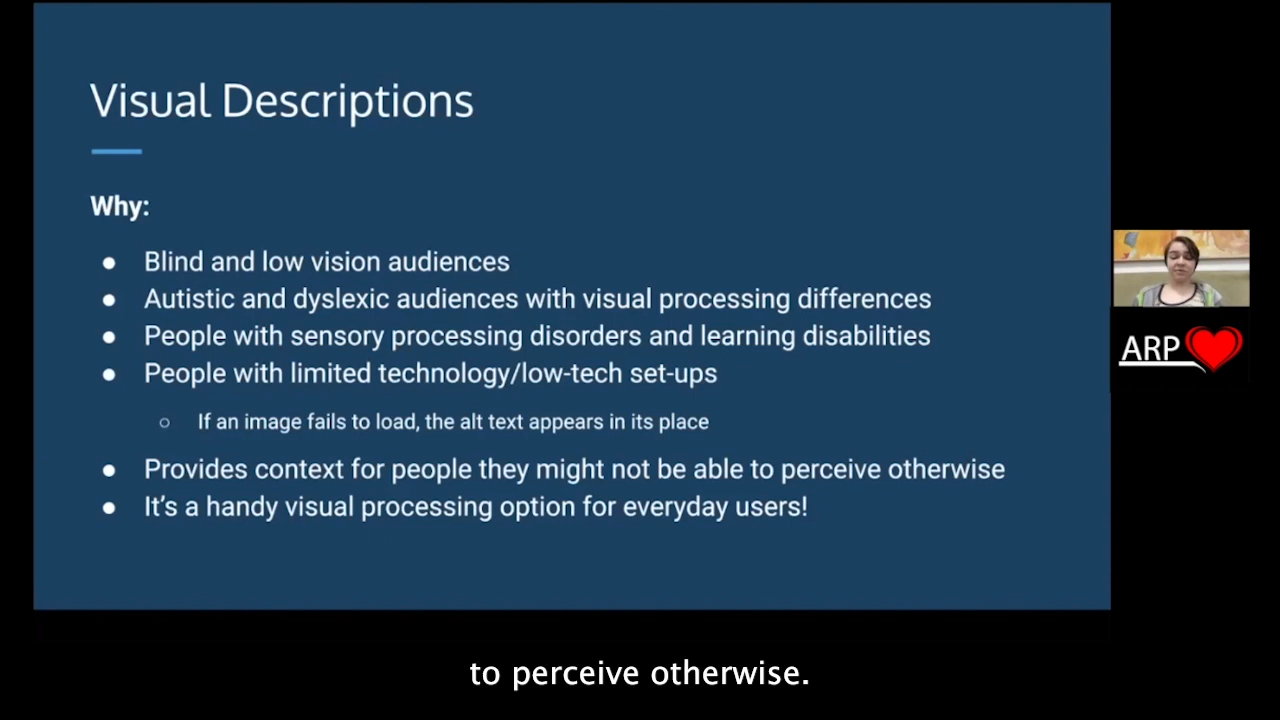 Visual Descriptions
Why:
● Blind and low vision audiences
● Autistic and dyslexic audiences with visual processing differences
● People with sensory processing disorders and learning disabilities
● People with limited technology/low-tech set-ups
○ If an image fails to load, the alt text appears in its place
● Provides context for people they might not be able to perceive otherwise
● It's a handy visual processing option for everyday users!
ARP
to perceive otherwise.